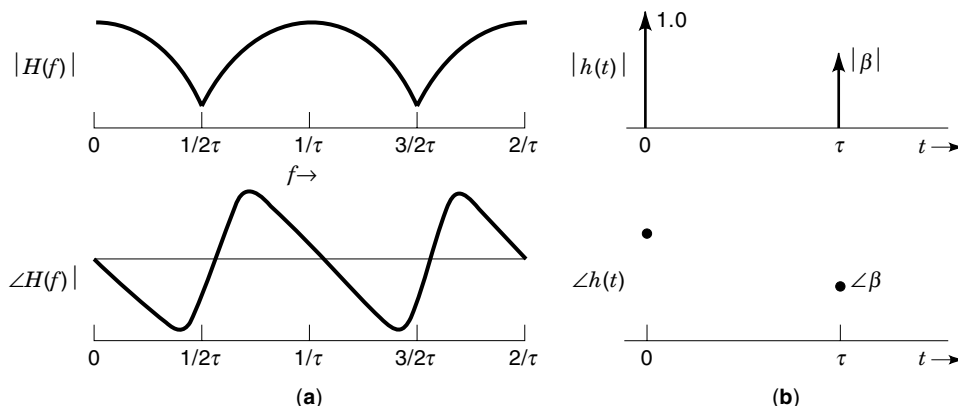 |H(f)|
0 1/2τ 1/τ 3/2τ 2/τ
f→
∠H(f)|
0 1/2τ 1/τ 3/2τ 2/τ
(a)
1.0
|β|
|h(t)|
0 τ t→
∠h(t)
∠β
0 τ t→
(b)